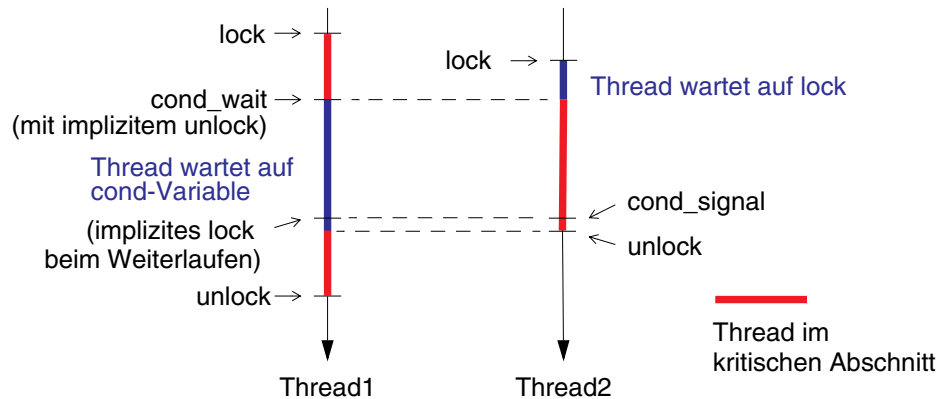 lock
cond_wait
(mit implizitem unlock)
Thread wartet auf
cond-Variable
(implizites lock
beim Weiterlaufen)
unlock
Thread1
lock
Thread wartet auf lock
cond_signal
unlock
Thread2
Thread im
kritischen Abschnitt